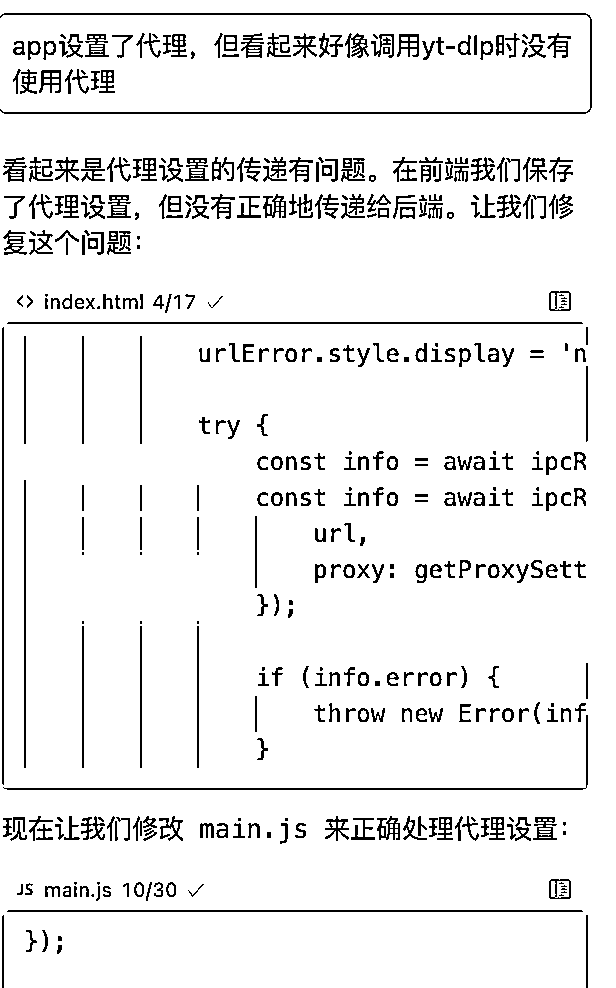 app设置了代理，但看起来好像调用yt-dlp时没有
使用代理
看起来是代理设置的传递有问题。在前端我们保存
了代理设置，但没有正确地传递给后端。让我们修
复这个问题：
<> index.html 4/17 ✓
urlError.style.display = 'n
try {
const info = await ipcR
const info = await ipcR
url,
proxy: getProxySett
});
if (info.error) {
throw new Error(inf
}
现在让我们修改 main.js 来正确处理代理设置：
JS main.js 10/30 ✓
});